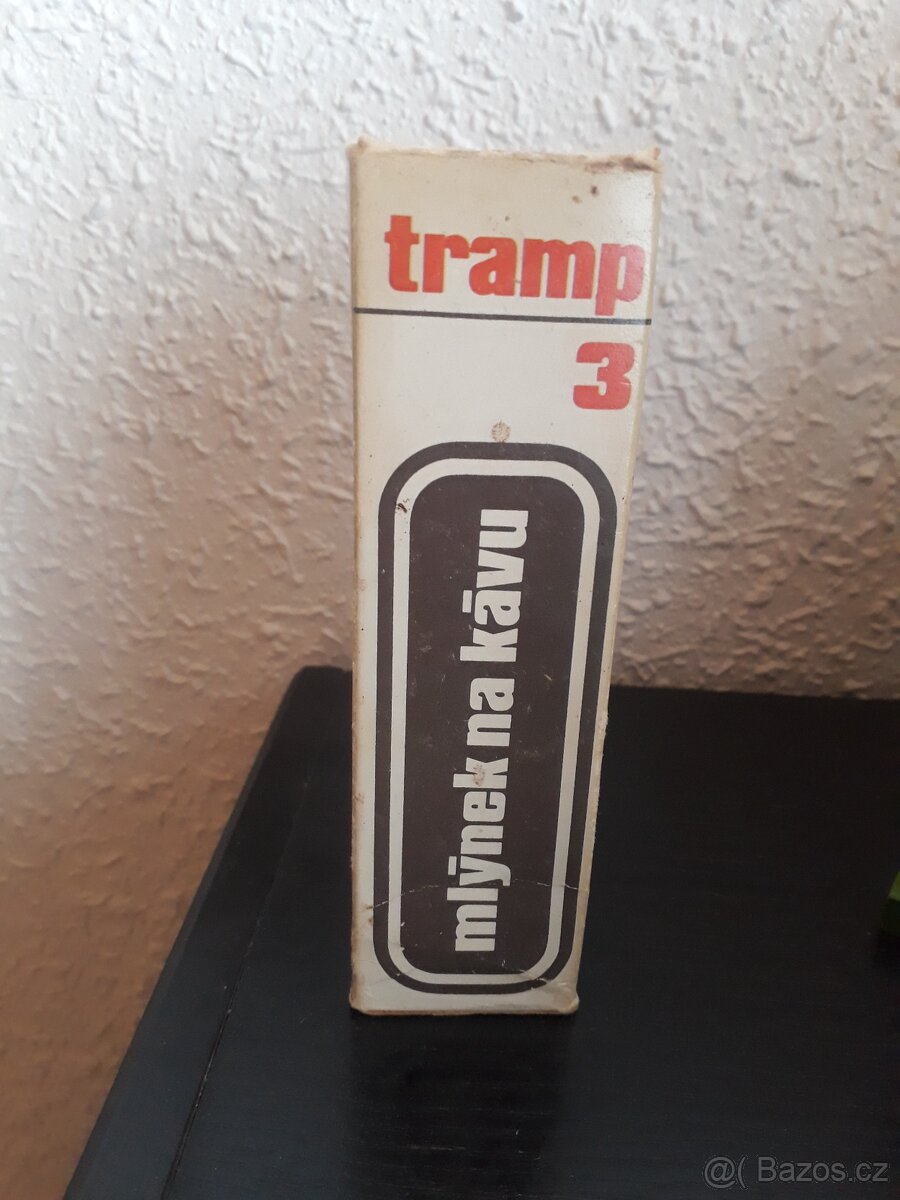 tramp
3
mlýnek na kávu
@( Bazos.cz